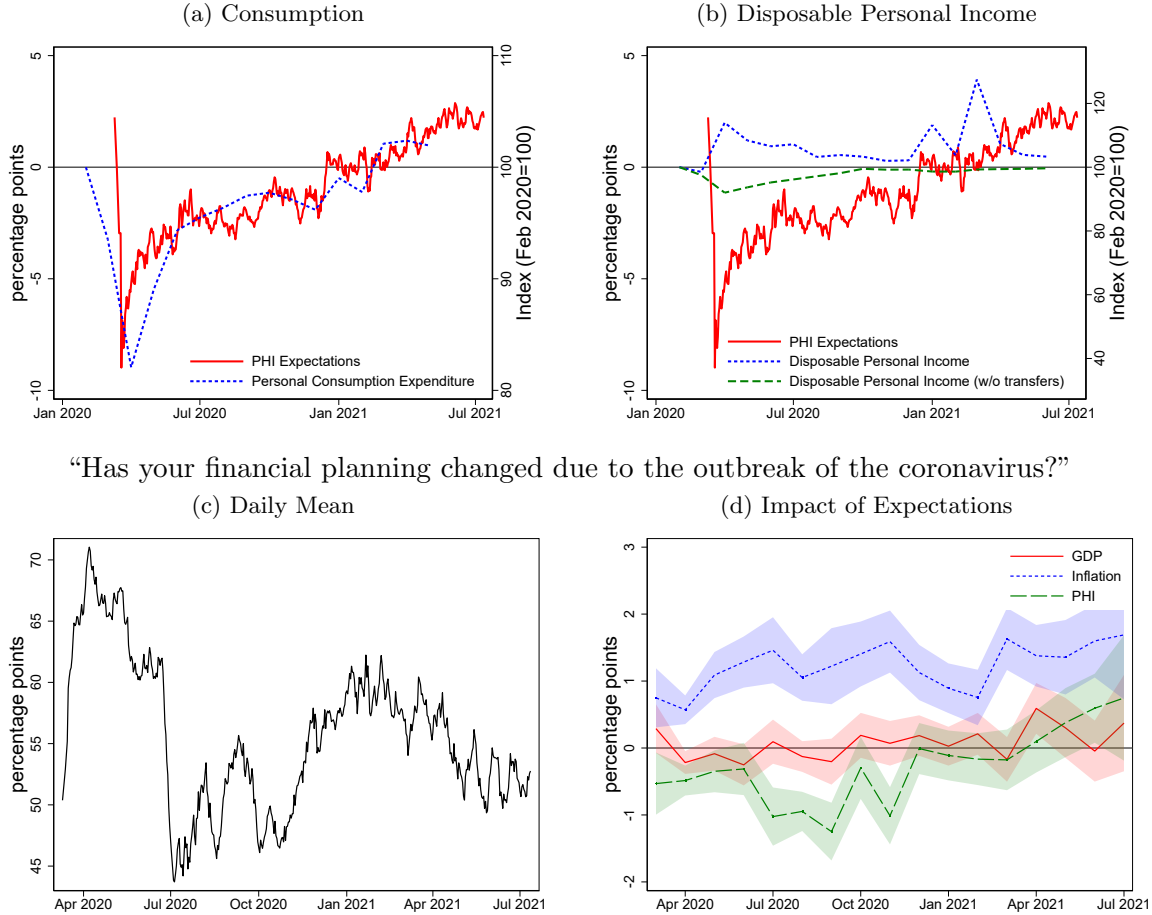 (a) Consumption
5
0
-5
-10
percentage points
110
100
90
80
Index (Feb 2020=100)
PHI Expectations
Personal Consumption Expenditure
Jan 2020 Jul 2020 Jan 2021 Jul 2021
(b) Disposable Personal Income
5
0
-5
-10
percentage points
120
100
80
60
40
Index (Feb 2020=100)
PHI Expectations
Disposable Personal Income
Disposable Personal Income (w/o transfers)
Jan 2020 Jul 2020 Jan 2021 Jul 2021
“Has your financial planning changed due to the outbreak of the coronavirus?”
(c) Daily Mean
70
65
60
55
50
45
percentage points
Apr 2020 Jul 2020 Oct 2020 Jan 2021 Apr 2021 Jul 2021
(d) Impact of Expectations
3
2
1
0
-1
-2
percentage points
GDP
Inflation
PHI
Apr 2020 Jul 2020 Oct 2020 Jan 2021 Apr 2021 Jul 2021